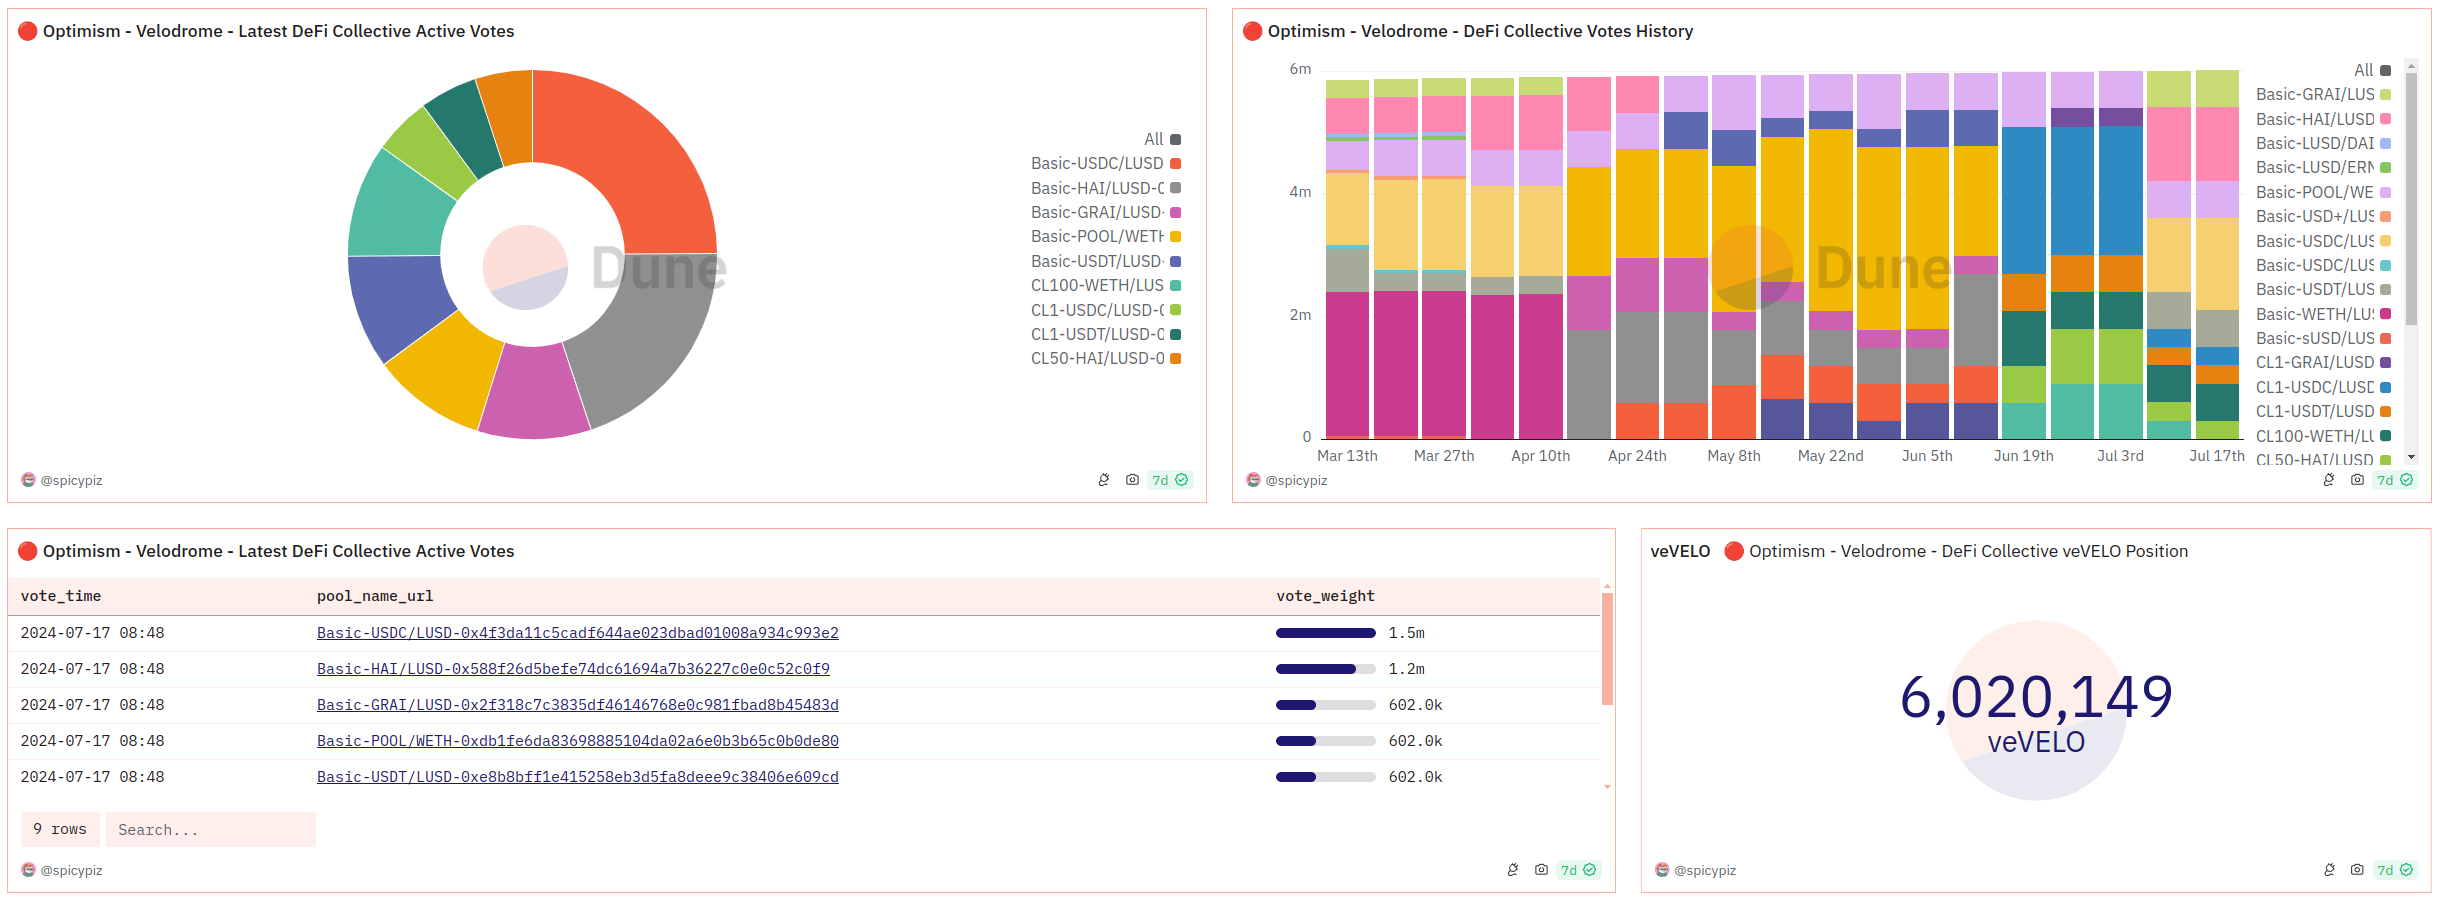 Optimism - Velodrome - Latest DeFi Collective Active Votes
All
Basic-USDC/LUSD
Basic-HAI/LUSD-0
Basic-GRAI/LUSD-
Basic-POOL/WETH
Basic-USDT/LUSD-
CL100-WETH/LUS
CL1-USDC/LUSD-0
CL1-USDT/LUSD-0
CL50-HAI/LUSD-0
Dune
@spicypiz
7d
Optimism - Velodrome - DeFi Collective Votes History
6m
4m
2m
0
Mar 13th
Mar 27th
Apr 10th
Apr 24th
May 8th
May 22nd
Jun 5th
Jun 19th
Jul 3rd
Jul 17th
Dune
All
Basic-GRAI/LUS
Basic-HAI/LUSD
Basic-LUSD/DAI
Basic-LUSD/ERN
Basic-POOL/WE
Basic-USD+/LUS
Basic-USDC/LUS
Basic-USDC/LUS
Basic-USDT/LUS
Basic-WETH/LUS
Basic-sUSD/LUS
CL1-GRAI/LUSD
CL1-USDC/LUSD
CL1-USDT/LUSD
CL100-WETH/LU
CL50-HAI/LUSD
@spicypiz
7d
Optimism - Velodrome - Latest DeFi Collective Active Votes
vote_time pool_name_url vote_weight
2024-07-17 08:48 Basic-USDC/LUSD-0x4f3da11c5cadf644ae023dbad01008a934c993e2 1.5m
2024-07-17 08:48 Basic-HAI/LUSD-0x588f26d5befe74dc61694a7b36227c0e0c52c0f9 1.2m
2024-07-17 08:48 Basic-GRAI/LUSD-0x2f318c7c3835df46146768e0c981fbad8b45483d 602.0k
2024-07-17 08:48 Basic-POOL/WETH-0xdb1fe6da83698885104da02a6e0b3b65c0b0de80 602.0k
2024-07-17 08:48 Basic-USDT/LUSD-0xe8b8bff1e415258eb3d5fa8deee9c38406e609cd 602.0k
9 rows
Search...
@spicypiz
7d
veVELO Optimism - Velodrome - DeFi Collective veVELO Position
6,020,149
veVELO
@spicypiz
7d